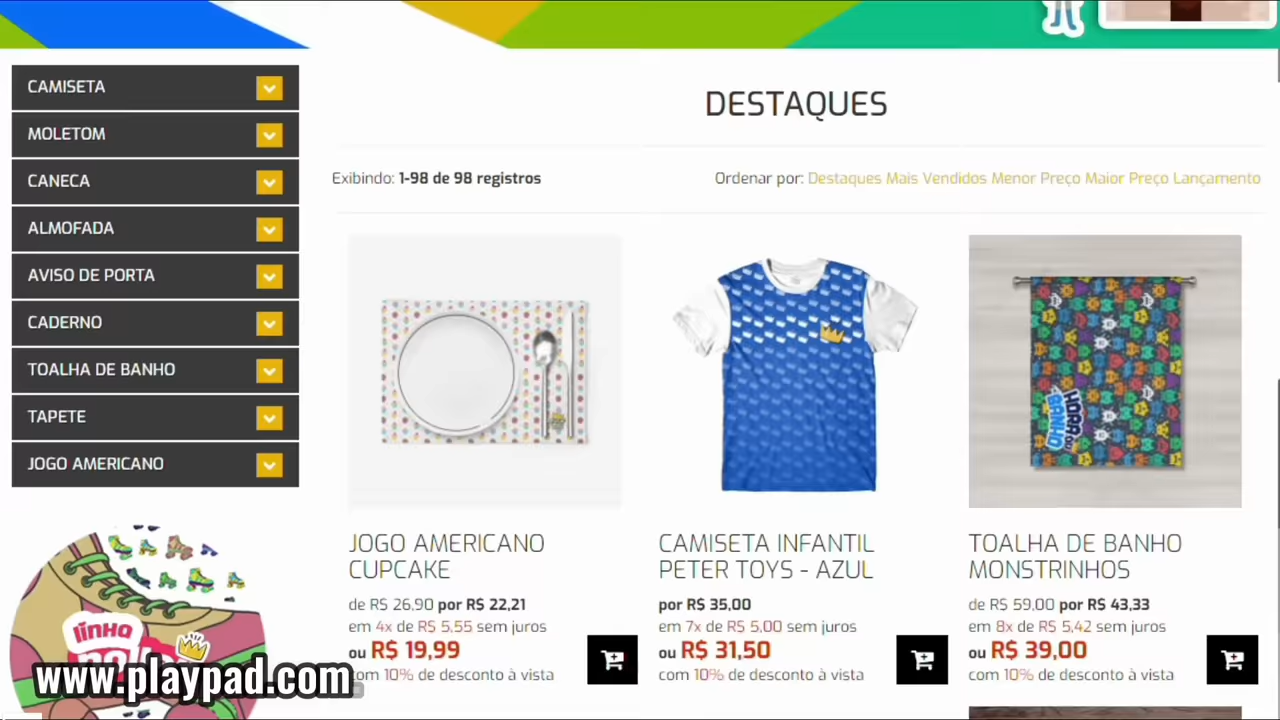 CAMISETA
MOLETOM
CANECA
ALMOFADA
AVISO DE PORTA
CADERNO
TOALHA DE BANHO
TAPETE
JOGO AMERICANO
linha
www.playpad.com
DESTAQUES
Exibindo: 1-98 de 98 registros
Ordenar por: Destaques Mais Vendidos Menor Preço Maior Preço Lançamento
HORA DU
BANHO
JOGO AMERICANO
CUPCAKE
de R$ 26,90 por R$ 22,21
em 4x de R$ 5,55 sem juros
ou R$ 19,99
com 10% de desconto à vista
CAMISETA INFANTIL
PETER TOYS - AZUL
por R$ 35,00
em 7x de R$ 5,00 sem juros
ou R$ 31,50
com 10% de desconto à vista
TOALHA DE BANHO
MONSTRINHOS
de R$ 59,00 por R$ 43,33
em 8x de R$ 5,42 sem juros
ou R$ 39,00
com 10% de desconto à vista